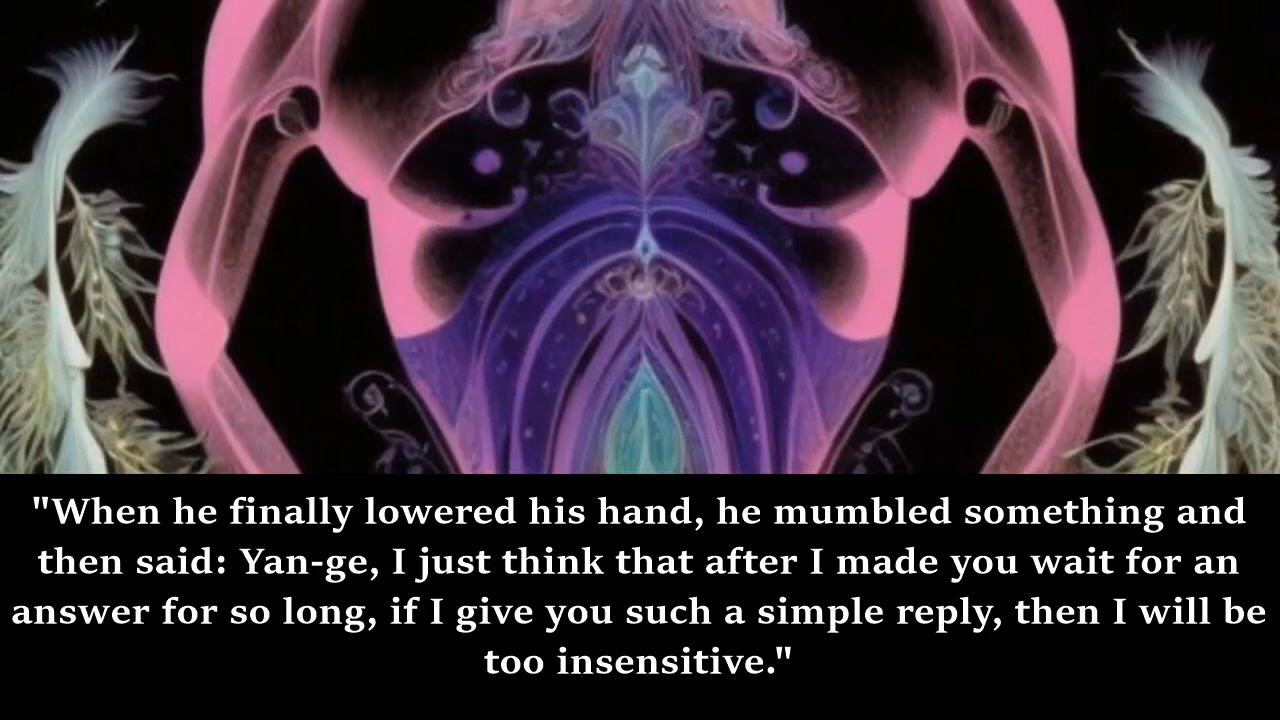 "When he finally lowered his hand, he mumbled something and
then said: Yan-ge, I just think that after I made you wait for an
answer for so long, if I give you such a simple reply, then I will be
too insensitive."